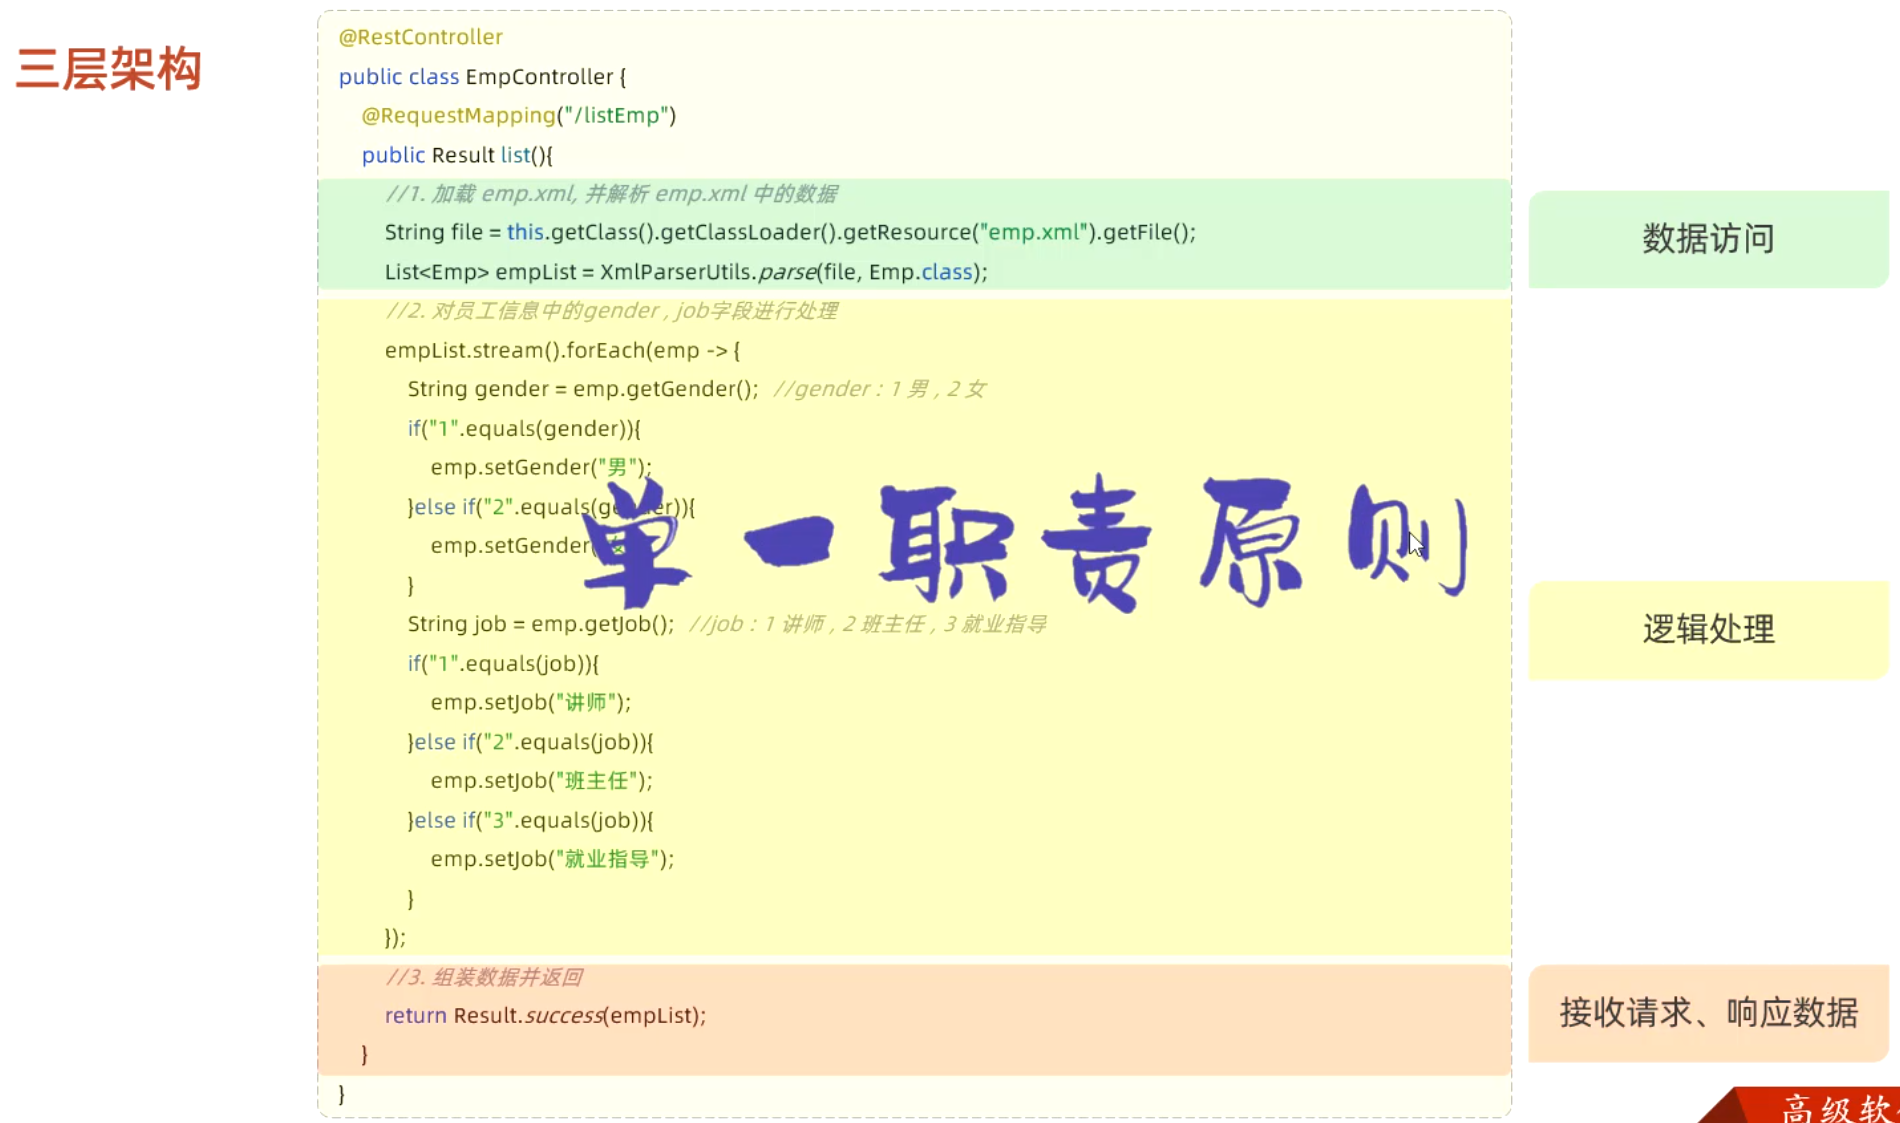 三层架构
@RestController
public class EmpController {
@RequestMapping("/listEmp")
public Result list(){
//1. 加载 emp.xml, 并解析 emp.xml 中的数据
String file = this.getClass().getClassLoader().getResource("emp.xml").getFile();
List<Emp> empList = XmlParserUtils.parse(file, Emp.class);
数据访问
//2. 对员工信息中的gender , job字段进行处理
empList.stream().forEach(emp -> {
String gender = emp.getGender(); //gender : 1 男 , 2 女
if("1".equals(gender)){
emp.setGender("男");
}else if("2".equals(gender)){
emp.setGender(
}
单一职责原则
String job = emp.getJob(); //job : 1 讲师 , 2 班主任 , 3 就业指导
if("1".equals(job)){
emp.setJob("讲师");
}else if("2".equals(job)){
emp.setJob("班主任");
}else if("3".equals(job)){
emp.setJob("就业指导");
}
});
逻辑处理
//3. 组装数据并返回
return Result.success(empList);
}
}
接收请求、响应数据
高级软